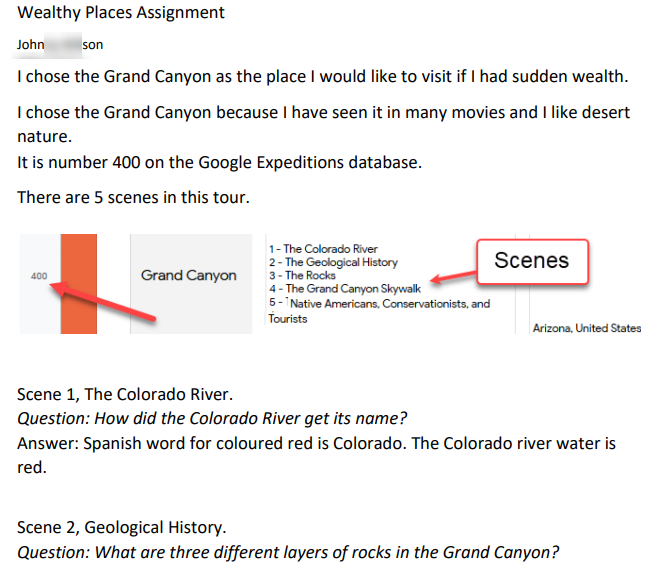 Wealthy Places Assignment
John son
I chose the Grand Canyon as the place I would like to visit if I had sudden wealth.
I chose the Grand Canyon because I have seen it in many movies and I like desert
nature.
It is number 400 on the Google Expeditions database.
There are 5 scenes in this tour.
400
Grand Canyon
1 - The Colorado River
2 - The Geological History
3 - The Rocks
4 - The Grand Canyon Skywalk
5 - Native Americans, Conservationists, and
Tourists
Scenes
Arizona, United States
Scene 1, The Colorado River.
Question: How did the Colorado River get its name?
Answer: Spanish word for coloured red is Colorado. The Colorado river water is
red.
Scene 2, Geological History.
Question: What are three different layers of rocks in the Grand Canyon?